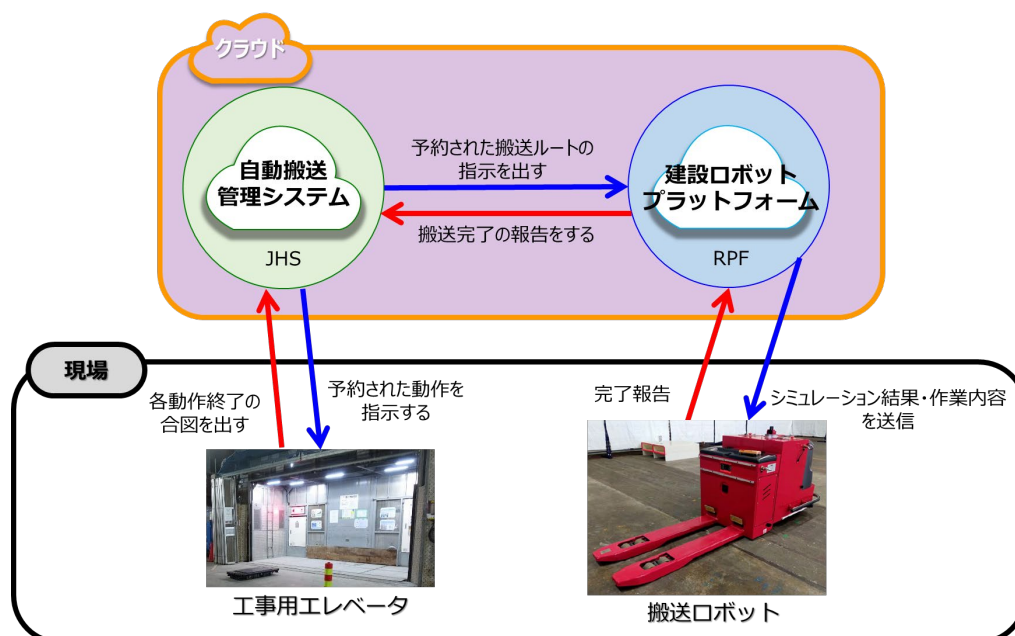 クラウド
自動搬送
管理システム
JHS
予約された搬送ルートの
指示を出す
搬送完了の報告をする
建設ロボット
プラットフォーム
RPF
現場
各動作終了の
合図を出す
予約された動作を
指示する
完了報告
シミュレーション結果・作業内容
を送信
工事用エレベータ
搬送ロボット